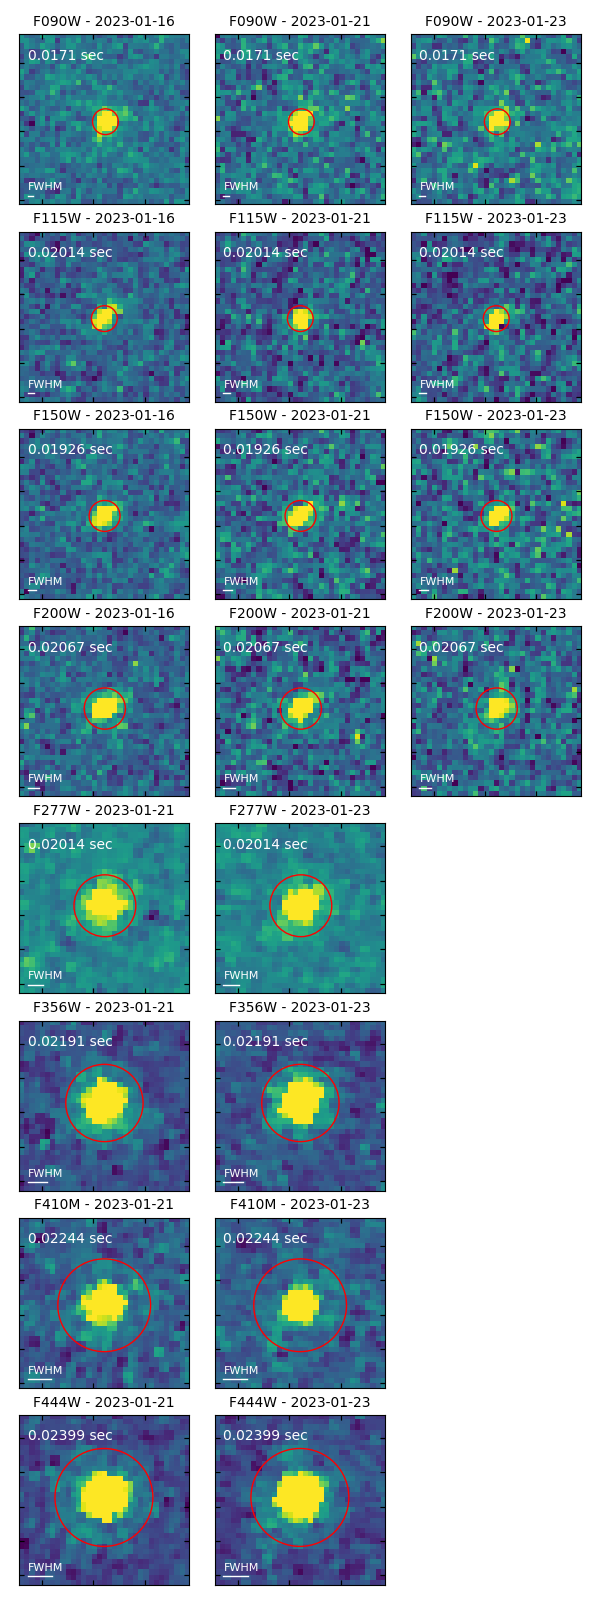 F090W - 2023-01-16
F090W - 2023-01-21
F090W - 2023-01-23
0.0171 sec
0.0171 sec
0.0171 sec
FWHM
FWHM
FWHM
F115W - 2023-01-16
F115W - 2023-01-21
F115W - 2023-01-23
0.02014 sec
0.02014 sec
0.02014 sec
FWHM
FWHM
FWHM
F150W - 2023-01-16
F150W - 2023-01-21
F150W - 2023-01-23
0.01926 sec
0.01926 sec
0.01926 sec
FWHM
FWHM
FWHM
F200W - 2023-01-16
F200W - 2023-01-21
F200W - 2023-01-23
0.02067 sec
0.02067 sec
0.02067 sec
FWHM
FWHM
FWHM
F277W - 2023-01-21
F277W - 2023-01-23
0.02014 sec
0.02014 sec
FWHM
FWHM
F356W - 2023-01-21
F356W - 2023-01-23
0.02191 sec
0.02191 sec
FWHM
FWHM
F410M - 2023-01-21
F410M - 2023-01-23
0.02244 sec
0.02244 sec
FWHM
FWHM
F444W - 2023-01-21
F444W - 2023-01-23
0.02399 sec
0.02399 sec
FWHM
FWHM